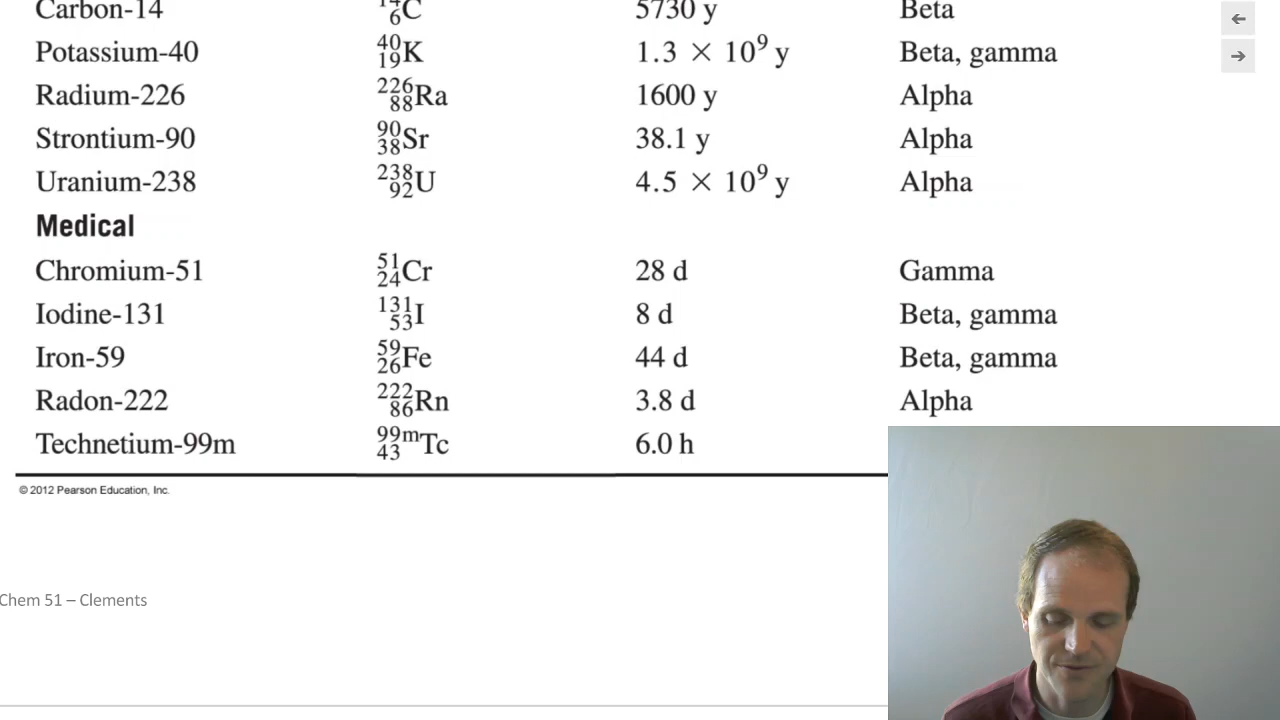 Carbon-14 ¹⁴₆C 5730 y Beta
Potassium-40 ⁴⁰₁₉K 1.3 × 10⁹ y Beta, gamma
Radium-226 ²²⁶₈₈Ra 1600 y Alpha
Strontium-90 ⁹⁰₃₈Sr 38.1 y Alpha
Uranium-238 ²³⁸₉₂U 4.5 × 10⁹ y Alpha
Medical
Chromium-51 ⁵¹₂₄Cr 28 d Gamma
Iodine-131 ¹³¹₅₃I 8 d Beta, gamma
Iron-59 ⁵⁹₂₆Fe 44 d Beta, gamma
Radon-222 ²²²₈₆Rn 3.8 d Alpha
Technetium-99m ⁹⁹ᵐ₄₃Tc 6.0 h
© 2012 Pearson Education, Inc.
Chem 51 – Clements